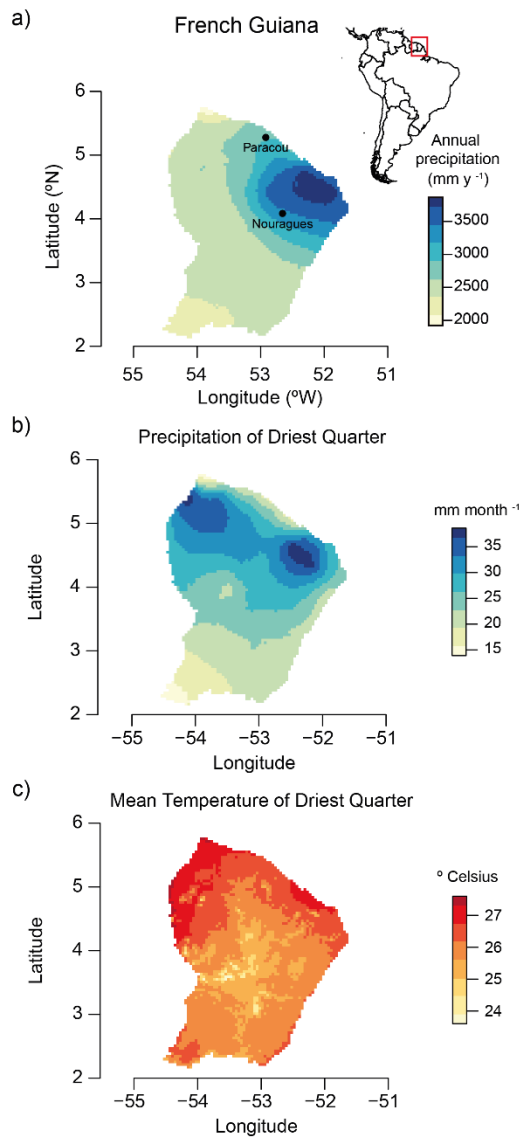 a)
French Guiana
Annual
precipitation
(mm y ⁻¹)
6
5
4
3
2
Latitude (ºN)
Paracou
Nouragues
3500
3000
2500
2000
55 54 53 52 51
Longitude (ºW)
b)
Precipitation of Driest Quarter
6
5
4
3
2
Latitude
mm month ⁻¹
35
30
25
20
15
−55 −54 −53 −52 −51
Longitude
c)
Mean Temperature of Driest Quarter
6
5
4
3
2
Latitude
º Celsius
27
26
25
24
−55 −54 −53 −52 −51
Longitude